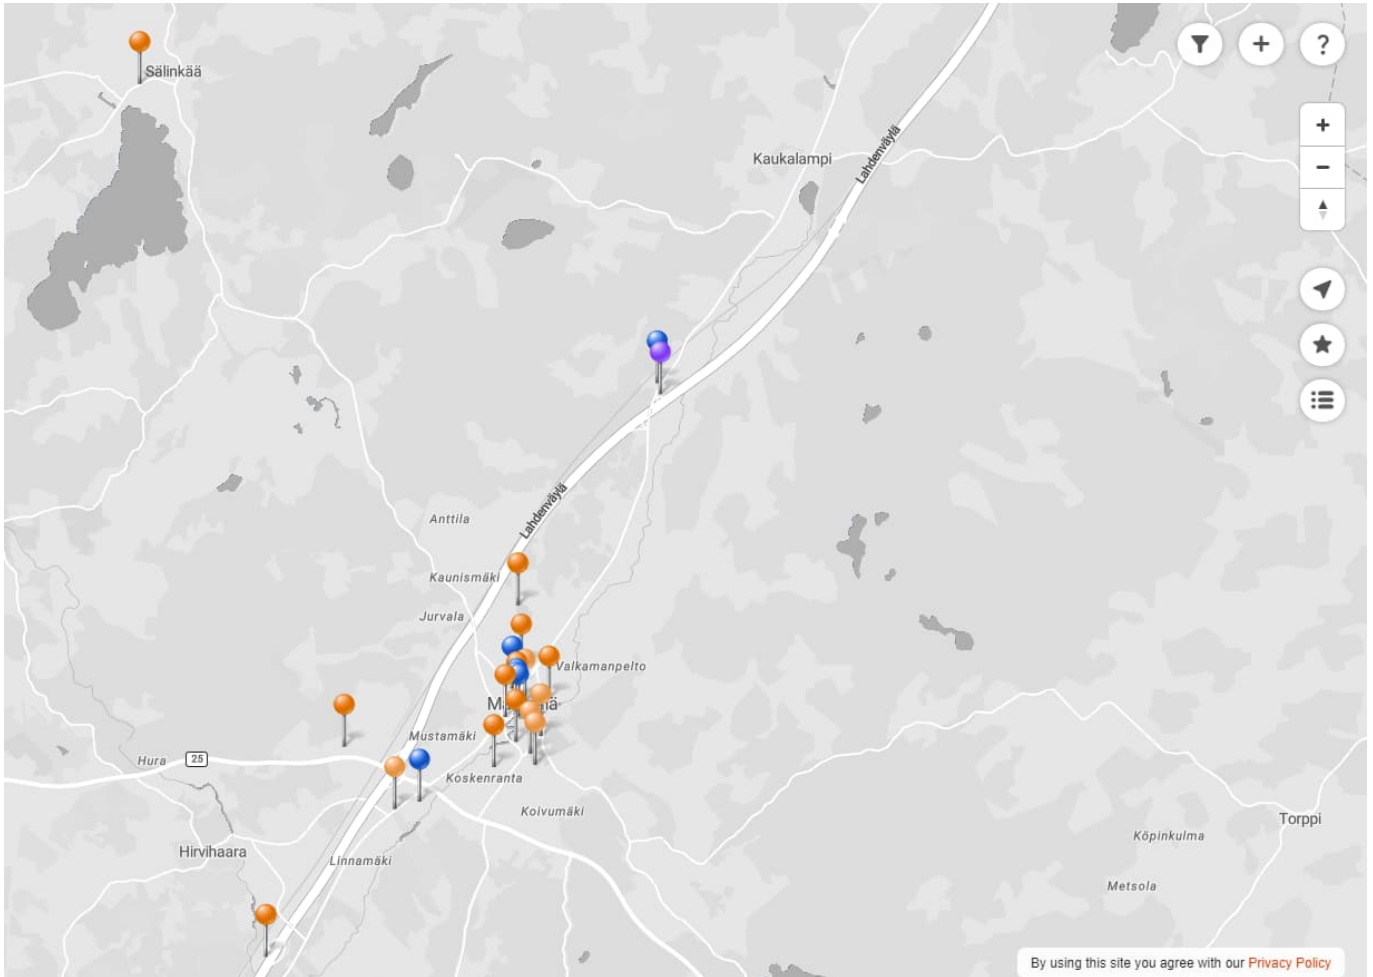 Sälinkää
?
+
Lahdenväylä
Kaukalampi
Lahdenväylä
Anttila
Kaunismäki
Jurvala
Valkamanpelto
Mustamäki
Hura
25
Koskenranta
Koivumäki
Torppi
Köpinkulma
Hirvihaara
Linnamäki
Metsola
By using this site you agree with our Privacy Policy